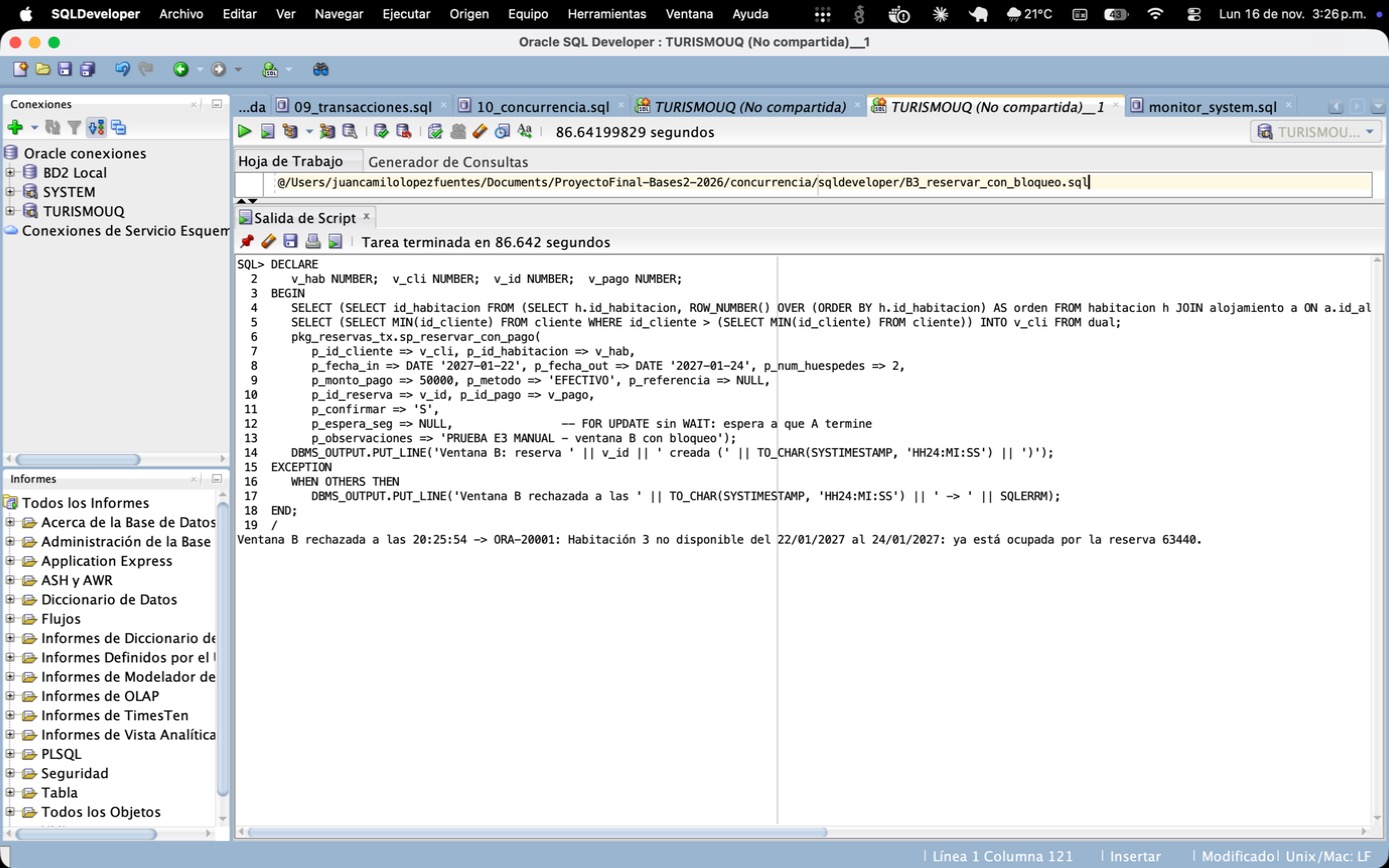 SQLDeveloper Archivo Editar Ver Navegar Ejecutar Origen Equipo Herramientas Ventana Ayuda 21°C 43 Lun 16 de nov. 3:26 p.m.
Oracle SQL Developer : TURISMOUQ (No compartida)__1
Conexiones
...da 09_transacciones.sql 10_concurrencia.sql TURISMOUQ (No compartida) TURISMOUQ (No compartida)__1 monitor_system.sql
86.64199829 segundos TURISMOU...
Oracle conexiones
BD2 Local
SYSTEM
TURISMOUQ
Conexiones de Servicio Esquem
Hoja de Trabajo Generador de Consultas
@/Users/juancamilolopezfuentes/Documents/ProyectoFinal-Bases2-2026/concurrencia/sqldeveloper/B3_reservar_con_bloqueo.sql
Salida de Script
Tarea terminada en 86.642 segundos
SQL> DECLARE
2 v_hab NUMBER; v_cli NUMBER; v_id NUMBER; v_pago NUMBER;
3 BEGIN
4 SELECT (SELECT id_habitacion FROM (SELECT h.id_habitacion, ROW_NUMBER() OVER (ORDER BY h.id_habitacion) AS orden FROM habitacion h JOIN alojamiento a ON a.id_al
5 SELECT (SELECT MIN(id_cliente) FROM cliente WHERE id_cliente > (SELECT MIN(id_cliente) FROM cliente)) INTO v_cli FROM dual;
6 pkg_reservas_tx.sp_reservar_con_pago(
7 p_id_cliente => v_cli, p_id_habitacion => v_hab,
8 p_fecha_in => DATE '2027-01-22', p_fecha_out => DATE '2027-01-24', p_num_huespedes => 2,
9 p_monto_pago => 50000, p_metodo => 'EFECTIVO', p_referencia => NULL,
10 p_id_reserva => v_id, p_id_pago => v_pago,
11 p_confirmar => 'S',
12 p_espera_seg => NULL, -- FOR UPDATE sin WAIT: espera a que A termine
13 p_observaciones => 'PRUEBA E3 MANUAL - ventana B con bloqueo');
14 DBMS_OUTPUT.PUT_LINE('Ventana B: reserva ' || v_id || ' creada (' || TO_CHAR(SYSTIMESTAMP, 'HH24:MI:SS') || ')');
15 EXCEPTION
16 WHEN OTHERS THEN
17 DBMS_OUTPUT.PUT_LINE('Ventana B rechazada a las ' || TO_CHAR(SYSTIMESTAMP, 'HH24:MI:SS') || ' -> ' || SQLERRM);
18 END;
19 /
Ventana B rechazada a las 20:25:54 -> ORA-20001: Habitación 3 no disponible del 22/01/2027 al 24/01/2027: ya está ocupada por la reserva 63440.
Informes
Todos los Informes
Acerca de la Base de Datos
Administración de la Base
Application Express
ASH y AWR
Diccionario de Datos
Flujos
Informes de Diccionario de
Informes Definidos por el
Informes de Modelador de
Informes de OLAP
Informes de TimesTen
Informes de Vista Analítica
PLSQL
Seguridad
Tabla
Todos los Objetos
Línea 1 Columna 121 Insertar Modificado Unix/Mac: LF